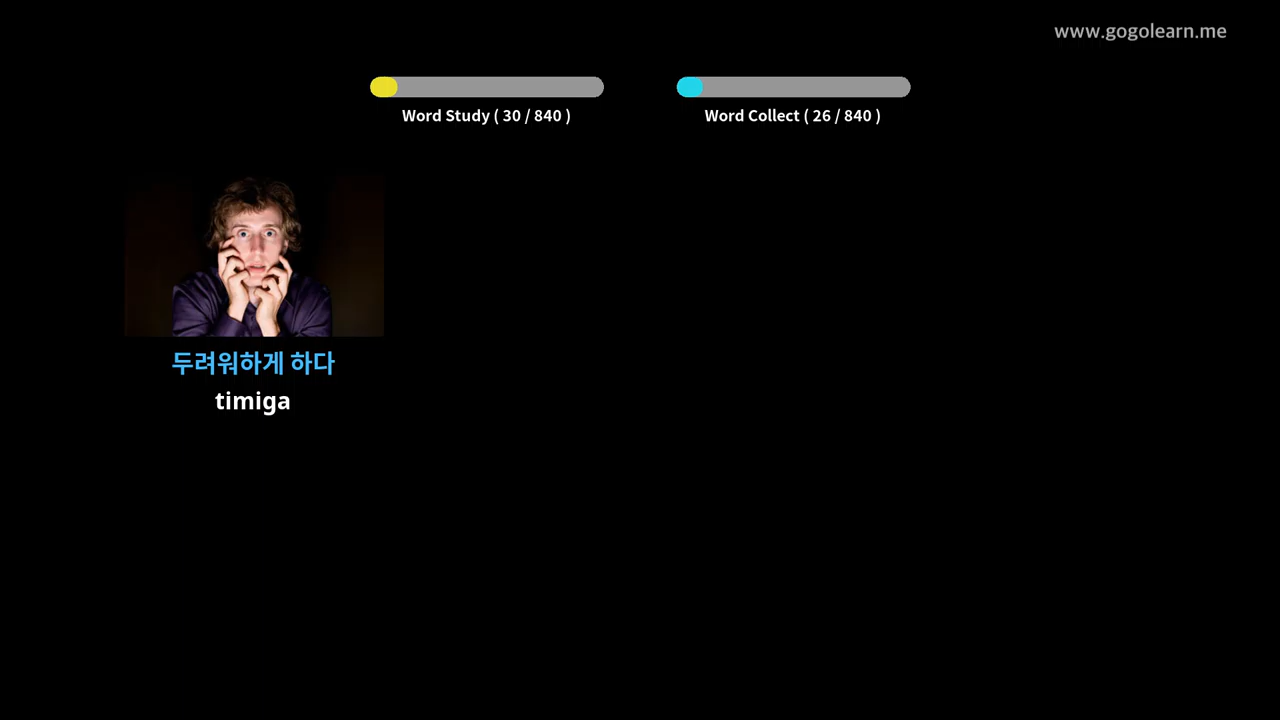 www.gogolearn.me
Word Study ( 30 / 840 )
Word Collect ( 26 / 840 )
두려워하게 하다
timiga